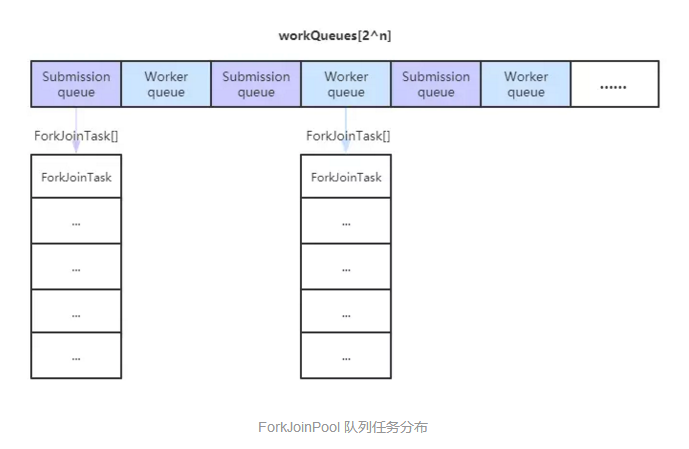 workQueues[2^n]
Submission queue
Worker queue
Submission queue
Worker queue
Submission queue
Worker queue
......
ForkJoinTask[]
ForkJoinTask[]
ForkJoinTask
ForkJoinTask
...
...
...
...
...
...
...
...
ForkJoinPool 队列任务分布